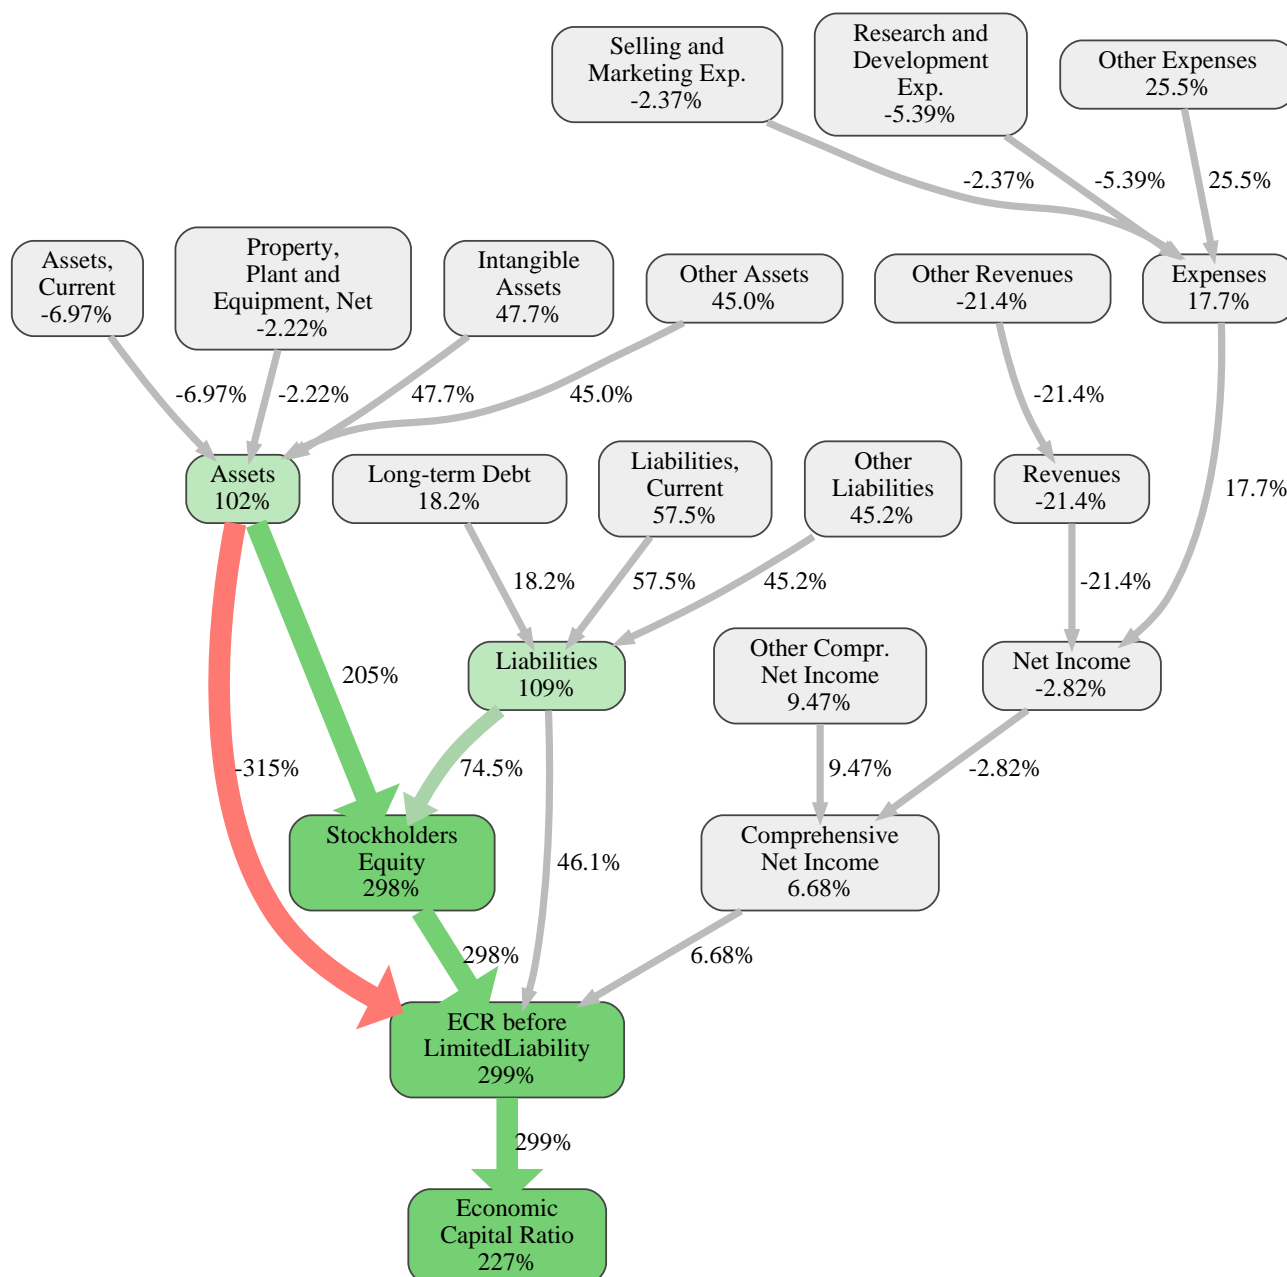 Selling and
Marketing Exp.
-2.37%
Research and
Development
Exp.
-5.39%
Other Expenses
25.5%
-2.37%
-5.39%
25.5%
Assets,
Current
-6.97%
Property,
Plant and
Equipment, Net
-2.22%
Intangible
Assets
47.7%
Other Assets
45.0%
Other Revenues
-21.4%
Expenses
17.7%
-6.97%
-2.22%
47.7%
45.0%
-21.4%
Assets
102%
Long-term Debt
18.2%
Liabilities,
Current
57.5%
Other
Liabilities
45.2%
Revenues
-21.4%
17.7%
18.2%
57.5%
45.2%
-21.4%
205%
Liabilities
109%
Other Compr.
Net Income
9.47%
Net Income
-2.82%
-315%
74.5%
9.47%
-2.82%
Stockholders
Equity
298%
46.1%
Comprehensive
Net Income
6.68%
298%
6.68%
ECR before
LimitedLiability
299%
299%
Economic
Capital Ratio
227%